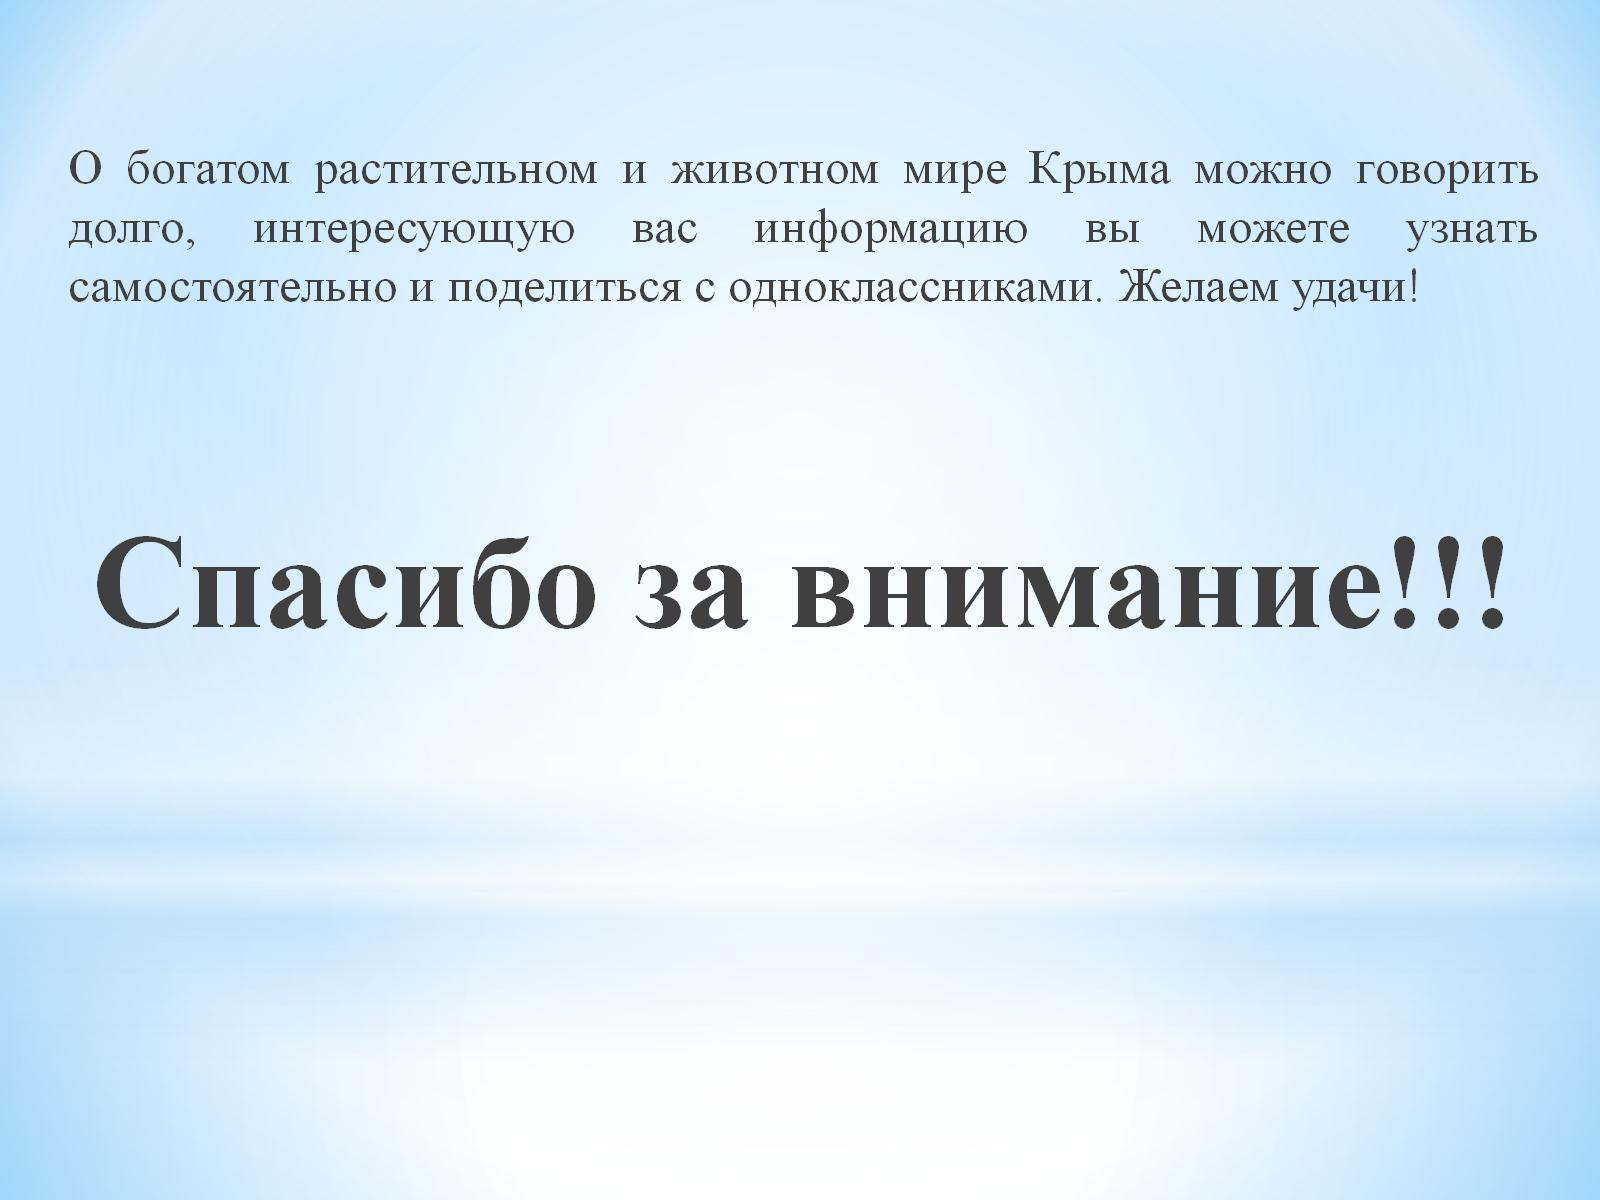 О богатом растительном и животном мире Крыма можно говорить
долго, интересующую вас информацию вы можете узнать
самостоятельно и поделиться с одноклассниками. Желаем удачи!
Спасибо за внимание!!!